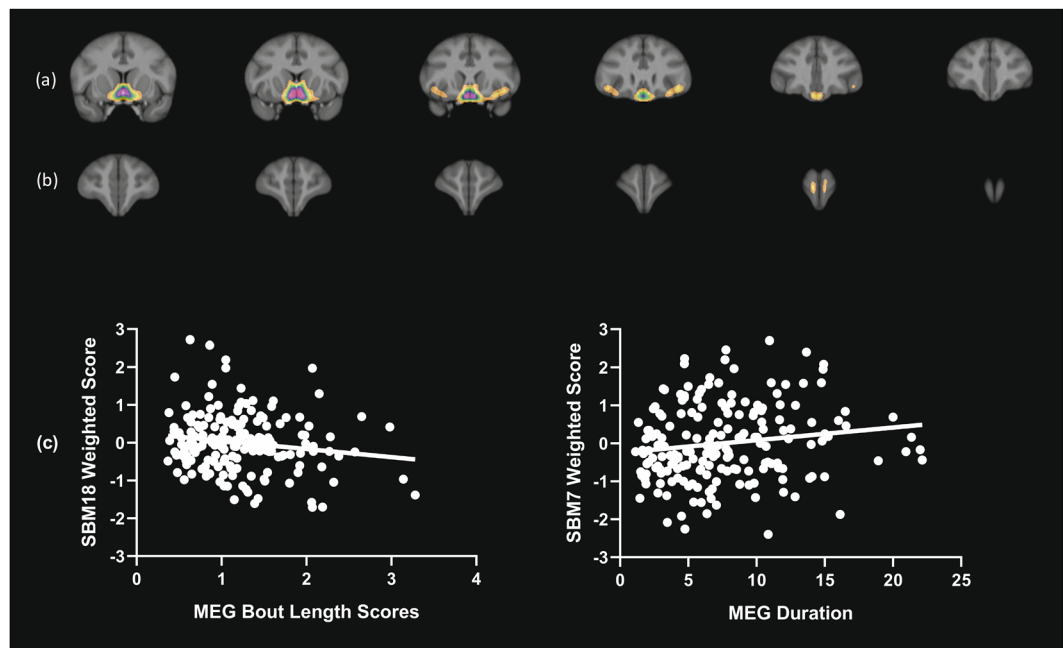 (a)
(b)
(c)
SBM18 Weighted Score
3
2
1
0
-1
-2
-3
0 1 2 3 4
MEG Bout Length Scores
SBM7 Weighted Score
3
2
1
0
-1
-2
-3
0 5 10 15 20 25
MEG Duration